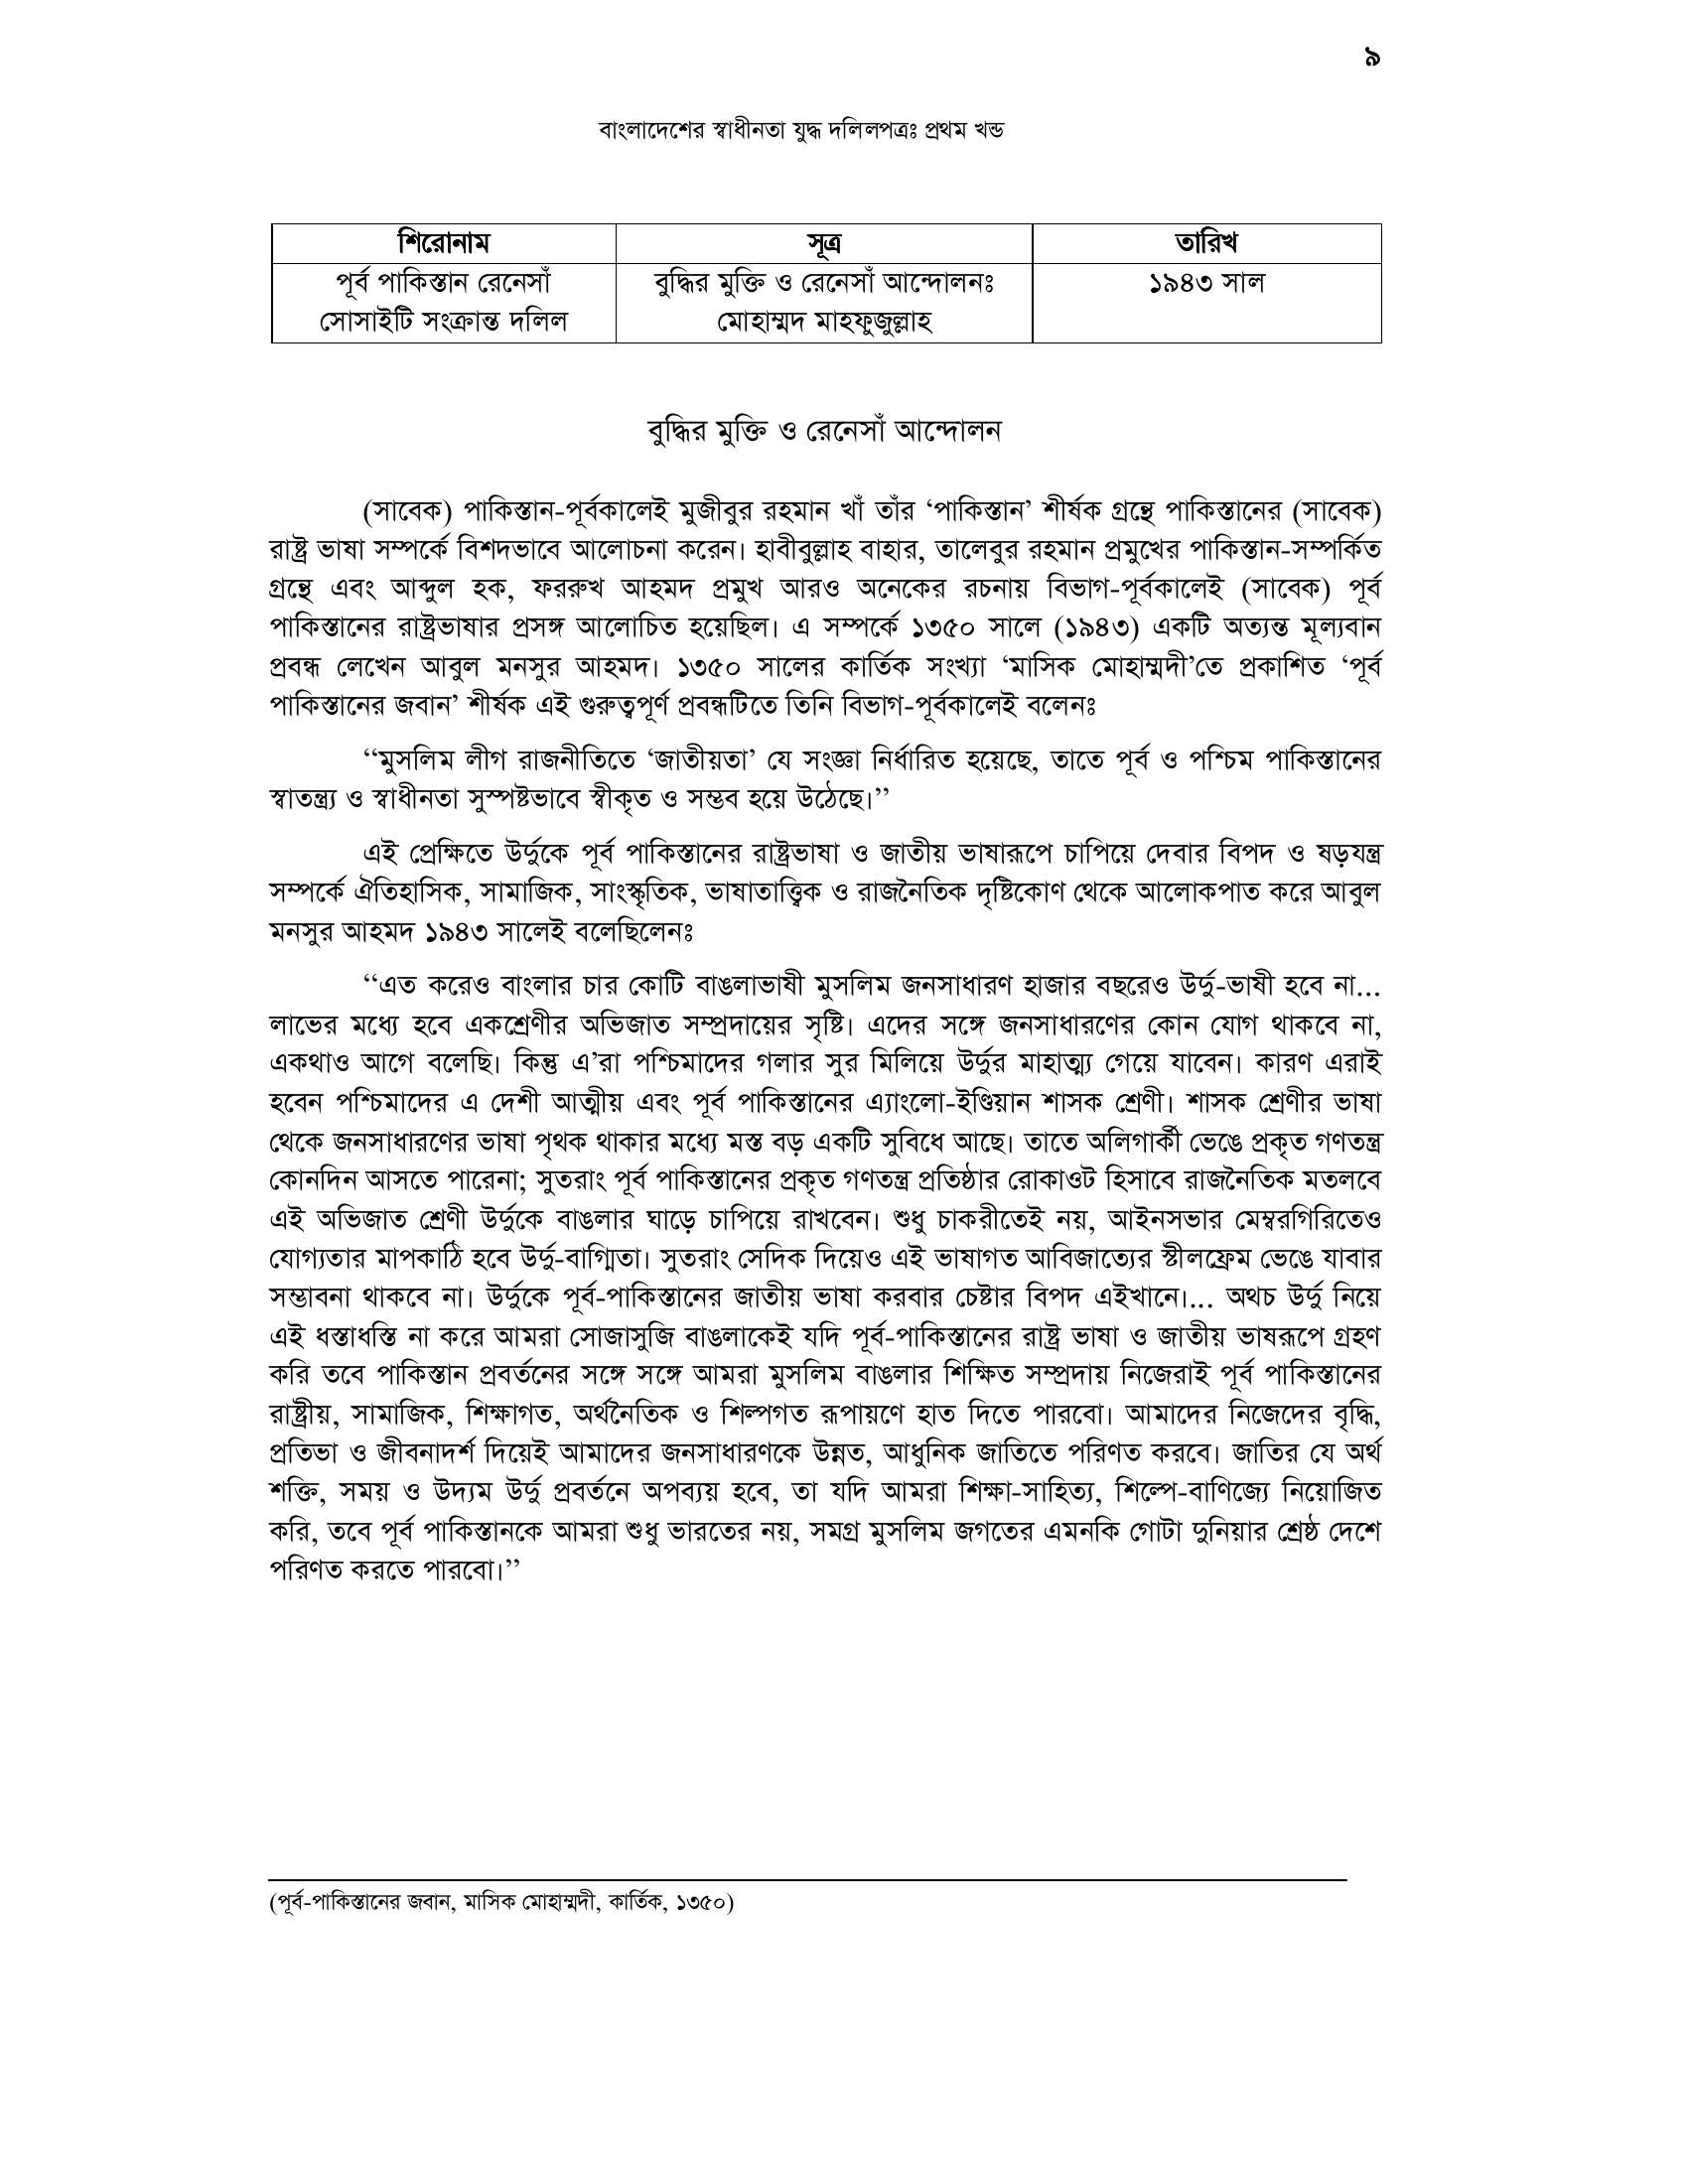 ৯
বাংলাদেশের স্বাধীনতা যুদ্ধ দলিলপত্রঃ প্রথম খন্ড
শিরোনাম সূত্র তারিখ
পূর্ব পাকিস্তান রেনেসাঁ বুদ্ধির মুক্তি ও রেনেসাঁ আন্দোলনঃ ১৯৪৩ সাল
সোসাইটি সংক্রান্ত দলিল মোহাম্মদ মাহফুজুল্লাহ
বুদ্ধির মুক্তি ও রেনেসাঁ আন্দোলন
(সাবেক) পাকিস্তান-পূর্বকালেই মুজীবুর রহমান খাঁ তাঁর ‘পাকিস্তান’ শীর্ষক গ্রন্থে পাকিস্তানের (সাবেক)
রাষ্ট্র ভাষা সম্পর্কে বিশদভাবে আলোচনা করেন। হাবীবুল্লাহ বাহার, তালেবুর রহমান প্রমুখের পাকিস্তান-সম্পর্কিত
গ্রন্থে এবং আব্দুল হক, ফররুখ আহমদ প্রমুখ আরও অনেকের রচনায় বিভাগ-পূর্বকালেই (সাবেক) পূর্ব
পাকিস্তানের রাষ্ট্রভাষার প্রসঙ্গ আলোচিত হয়েছিল। এ সম্পর্কে ১৩৫০ সালে (১৯৪৩) একটি অত্যন্ত মূল্যবান
প্রবন্ধ লেখেন আবুল মনসুর আহমদ। ১৩৫০ সালের কার্তিক সংখ্যা ‘মাসিক মোহাম্মদী’তে প্রকাশিত ‘পূর্ব
পাকিস্তানের জবান’ শীর্ষক এই গুরুত্বপূর্ণ প্রবন্ধটিতে তিনি বিভাগ-পূর্বকালেই বলেনঃ
‘‘মুসলিম লীগ রাজনীতিতে ‘জাতীয়তা’ যে সংজ্ঞা নির্ধারিত হয়েছে, তাতে পূর্ব ও পশ্চিম পাকিস্তানের
স্বাতন্ত্র্য ও স্বাধীনতা সুস্পষ্টভাবে স্বীকৃত ও সম্ভব হয়ে উঠেছে।’’
এই প্রেক্ষিতে উর্দুকে পূর্ব পাকিস্তানের রাষ্ট্রভাষা ও জাতীয় ভাষারূপে চাপিয়ে দেবার বিপদ ও ষড়যন্ত্র
সম্পর্কে ঐতিহাসিক, সামাজিক, সাংস্কৃতিক, ভাষাতাত্ত্বিক ও রাজনৈতিক দৃষ্টিকোণ থেকে আলোকপাত করে আবুল
মনসুর আহমদ ১৯৪৩ সালেই বলেছিলেনঃ
‘‘এত করেও বাংলার চার কোটি বাঙলাভাষী মুসলিম জনসাধারণ হাজার বছরেও উর্দু-ভাষী হবে না...
লাভের মধ্যে হবে একশ্রেণীর অভিজাত সম্প্রদায়ের সৃষ্টি। এদের সঙ্গে জনসাধারণের কোন যোগ থাকবে না,
একথাও আগে বলেছি। কিন্তু এ’রা পশ্চিমাদের গলার সুর মিলিয়ে উর্দুর মাহাত্ম্য গেয়ে যাবেন। কারণ এরাই
হবেন পশ্চিমাদের এ দেশী আত্মীয় এবং পূর্ব পাকিস্তানের এ্যাংলো-ইণ্ডিয়ান শাসক শ্রেণী। শাসক শ্রেণীর ভাষা
থেকে জনসাধারণের ভাষা পৃথক থাকার মধ্যে মস্ত বড় একটি সুবিধে আছে। তাতে অলিগার্কী ভেঙে প্রকৃত গণতন্ত্র
কোনদিন আসতে পারেনা; সুতরাং পূর্ব পাকিস্তানের প্রকৃত গণতন্ত্র প্রতিষ্ঠার রোকাওট হিসাবে রাজনৈতিক মতলবে
এই অভিজাত শ্রেণী উর্দুকে বাঙলার ঘাড়ে চাপিয়ে রাখবেন। শুধু চাকরীতেই নয়, আইনসভার মেম্বরগিরিতেও
যোগ্যতার মাপকাঠি হবে উর্দু-বাগ্মিতা। সুতরাং সেদিক দিয়েও এই ভাষাগত আবিজাত্যের স্টীলফ্রেম ভেঙে যাবার
সম্ভাবনা থাকবে না। উর্দুকে পূর্ব-পাকিস্তানের জাতীয় ভাষা করবার চেষ্টার বিপদ এইখানে।... অথচ উর্দু নিয়ে
এই ধস্তাধস্তি না করে আমরা সোজাসুজি বাঙলাকেই যদি পূর্ব-পাকিস্তানের রাষ্ট্র ভাষা ও জাতীয় ভাষরূপে গ্রহণ
করি তবে পাকিস্তান প্রবর্তনের সঙ্গে সঙ্গে আমরা মুসলিম বাঙলার শিক্ষিত সম্প্রদায় নিজেরাই পূর্ব পাকিস্তানের
রাষ্ট্রীয়, সামাজিক, শিক্ষাগত, অর্থনৈতিক ও শিল্পগত রূপায়ণে হাত দিতে পারবো। আমাদের নিজেদের বৃদ্ধি,
প্রতিভা ও জীবনাদর্শ দিয়েই আমাদের জনসাধারণকে উন্নত, আধুনিক জাতিতে পরিণত করবে। জাতির যে অর্থ
শক্তি, সময় ও উদ্যম উর্দু প্রবর্তনে অপব্যয় হবে, তা যদি আমরা শিক্ষা-সাহিত্য, শিল্পে-বাণিজ্যে নিয়োজিত
করি, তবে পূর্ব পাকিস্তানকে আমরা শুধু ভারতের নয়, সমগ্র মুসলিম জগতের এমনকি গোটা দুনিয়ার শ্রেষ্ঠ দেশে
পরিণত করতে পারবো।’’
(পূর্ব-পাকিস্তানের জবান, মাসিক মোহাম্মদী, কার্তিক, ১৩৫০)